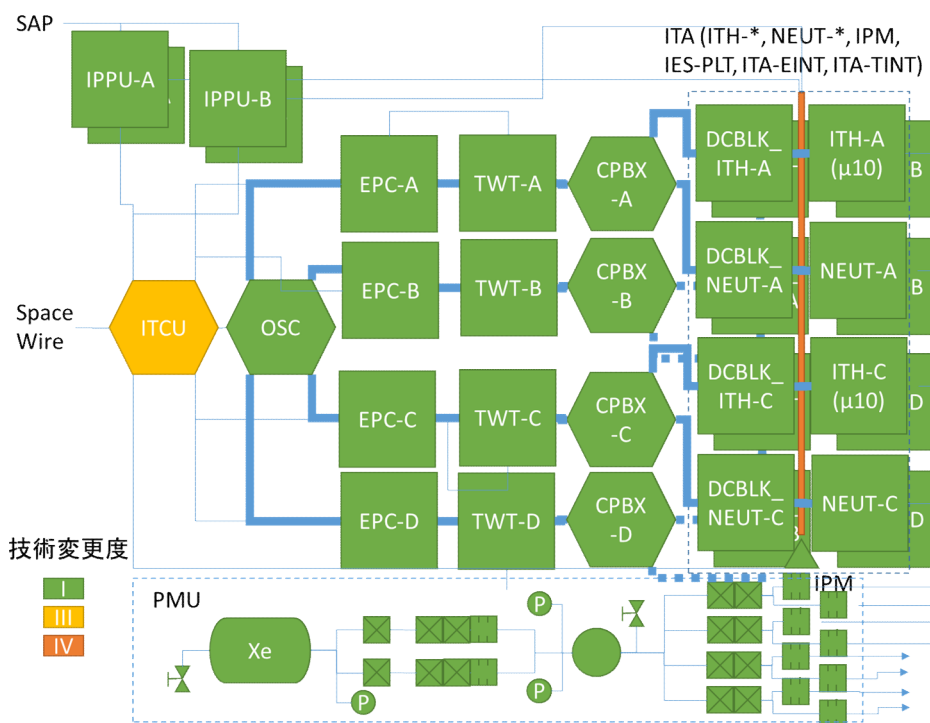 SAP
IPPU-A
IPPU-B
ITA (ITH-*, NEUT-*, IPM,
IES-PLT, ITA-EINT, ITA-TINT)
EPC-A
TWT-A
CPBX
-A
DCBLK_
ITH-A
ITH-A
(μ10)
B
EPC-B
TWT-B
CPBX
-B
DCBLK_
NEUT-A
NEUT-A
B
Space
Wire
ITCU
OSC
EPC-C
TWT-C
CPBX
-C
DCBLK_
ITH-C
ITH-C
(μ10)
D
EPC-D
TWT-D
CPBX
-D
DCBLK_
NEUT-C
NEUT-C
D
技術変更度
I
III
IV
PMU
IPM
Xe
P
P
P